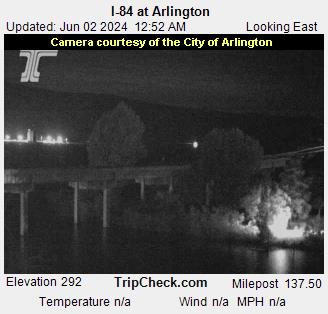 I-84 at Arlington
Updated: Jun 02 2024 12:52 AM Looking East
Camera courtesy of the City of Arlington
Elevation 292 TripCheck.com Milepost 137.50
Temperature n/a Wind n/a MPH n/a